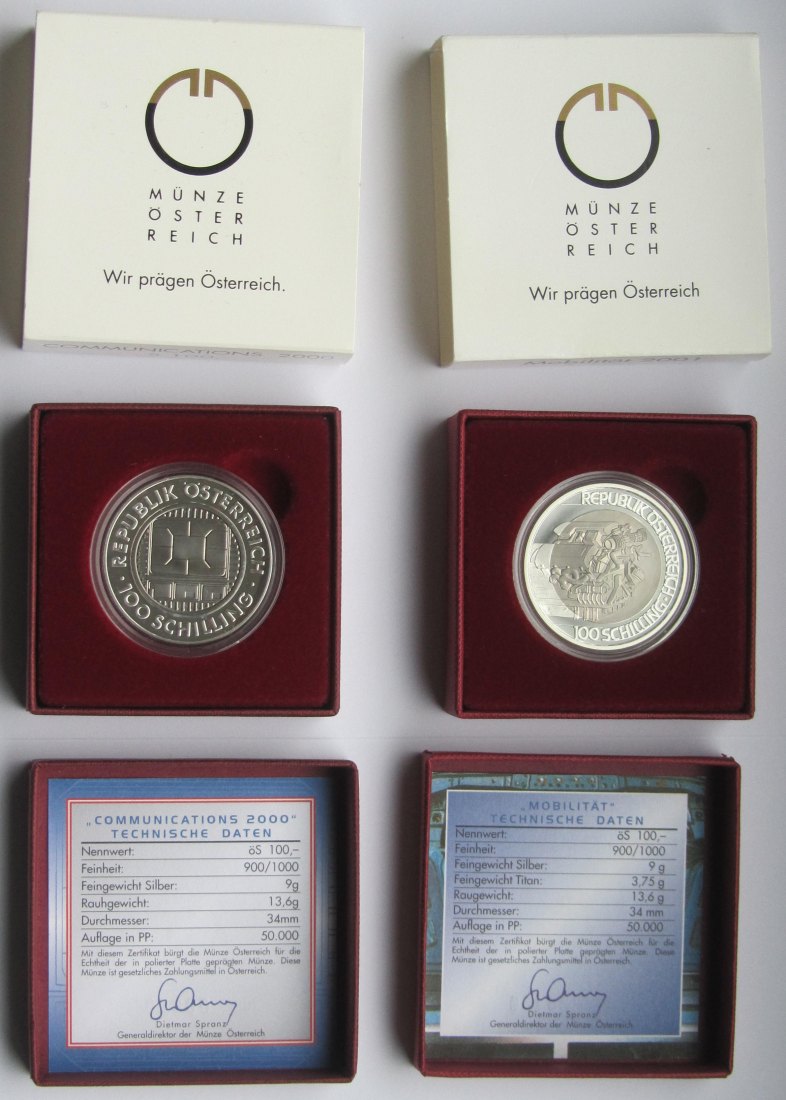 MÜNZE
ÖSTER
REICH
Wir prägen Österreich.
COMMUNICATIONS 2000
MÜNZE
ÖSTER
REICH
Wir prägen Österreich
Mobilität 2001
REPUBLIK ÖSTERREICH
· 100 SCHILLING ·
REPUBLIK ÖSTERREICH ·
100 SCHILLING
„COMMUNICATIONS 2000"
TECHNISCHE DATEN
Nennwert: öS 100,–
Feinheit: 900/1000
Feingewicht Silber: 9g
Rauhgewicht: 13,6g
Durchmesser: 34mm
Auflage in PP: 50.000
Mit diesem Zertifikat bürgt die Münze Österreich für die
Echtheit der in polierter Platte geprägten Münze. Diese
Münze ist gesetzliches Zahlungsmittel in Österreich.
Dietmar Spranz
Generaldirektor der Münze Österreich
„MOBILITÄT"
TECHNISCHE DATEN
Nennwert: öS 100,–
Feinheit: 900/1000
Feingewicht Silber: 9 g
Feingewicht Titan: 3,75 g
Raugewicht: 13,6 g
Durchmesser: 34 mm
Auflage in PP: 50.000
Mit diesem Zertifikat bürgt die Münze Österreich für die
Echtheit der in polierter Platte geprägten Münze. Diese
Münze ist gesetzliches Zahlungsmittel in Österreich.
Dietmar Spranz
Generaldirektor der Münze Österreich